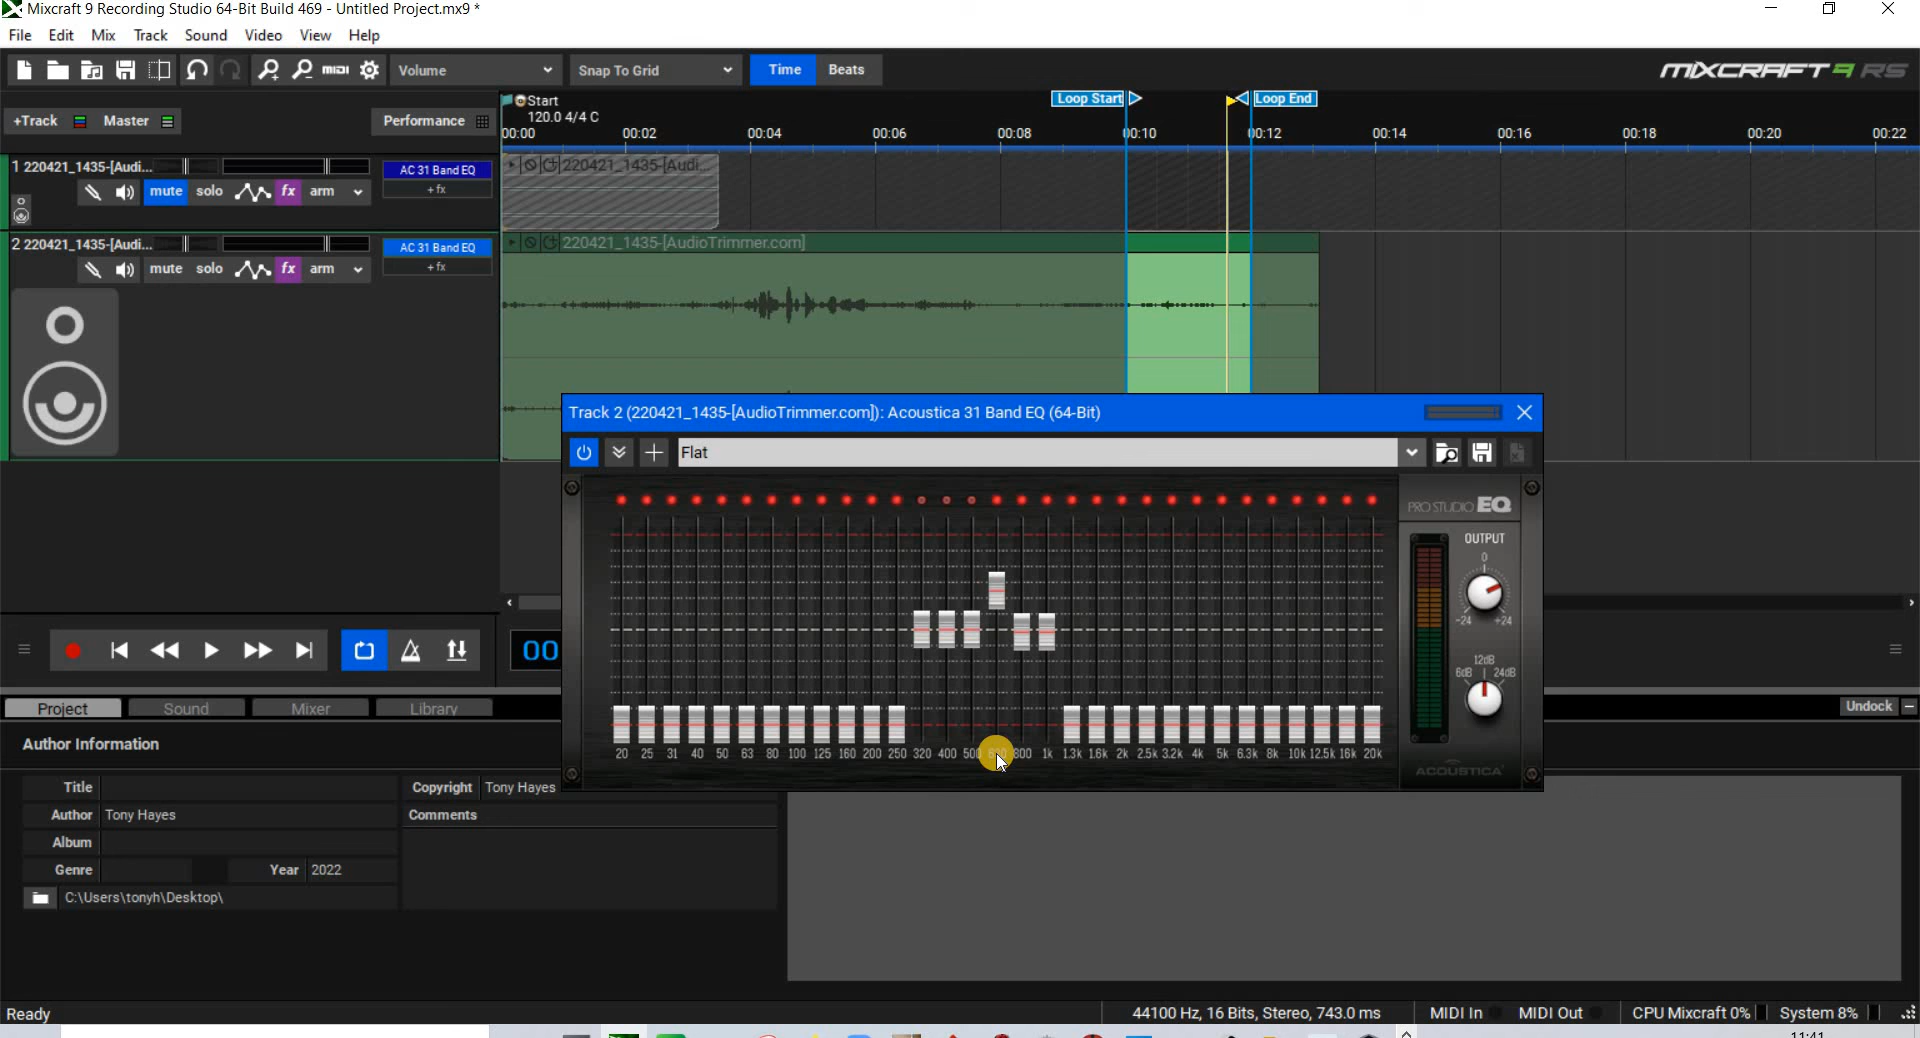 Mixcraft 9 Recording Studio 64-Bit Build 469 - Untitled Project.mx9 *
File Edit Mix Track Sound Video View Help
MIDI Volume Snap To Grid Time Beats MIXCRAFT 9 RS
Start Loop Start Loop End
120.0 4/4 C
+Track Master Performance
00:00 00:02 00:04 00:06 00:08 00:10 00:12 00:14 00:16 00:18 00:20 00:22
1 220421_1435-[Audi... AC 31 Band EQ 220421_1435-[Audi...
mute solo fx arm +fx
2 220421_1435-[Audi... AC 31 Band EQ 220421_1435-[AudioTrimmer.com]
mute solo fx arm +fx
Track 2 (220421_1435-[AudioTrimmer.com]): Acoustica 31 Band EQ (64-Bit)
Flat
PRO STUDIO EQ
OUTPUT
0
-24 +24
12dB
6dB 24dB
20 25 31 40 50 63 80 100 125 160 200 250 320 400 500 800 1k 1.3k 1.6k 2k 2.5k 3.2k 4k 5k 6.3k 8k 10k 12.5k 16k 20k
ACOUSTICA
00
Project Sound Mixer Library Undock
Author Information
Title Copyright Tony Hayes
Author Tony Hayes Comments
Album
Genre Year 2022
C:\Users\tonyh\Desktop\
Ready 44100 Hz, 16 Bits, Stereo, 743.0 ms MIDI In MIDI Out CPU Mixcraft 0% System 8%